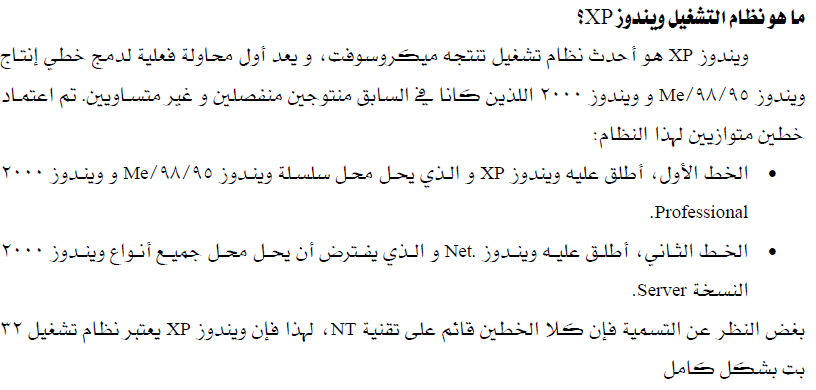 ما هو نظام التشغيل ويندوز XP؟
ويندوز XP هو أحدث نظام تشغيل تنتجه ميكروسوفت، و يعد أول محاولة فعلية لدمج خطي إنتاج
ويندوز ٩٥/٩٨/Me و ويندوز ٢٠٠٠ اللذين كانا في السابق منتوجين منفصلين و غير متساويين. تم اعتماد
خطين متوازيين لهذا النظام:
• الخط الأول، أطلق عليه ويندوز XP و الذي يحل محل سلسلة ويندوز ٩٥/٩٨/Me و ويندوز ٢٠٠٠
Professional.
• الخط الثاني، أطلق عليه ويندوز .Net و الذي يفترض أن يحل محل جميع أنواع ويندوز ٢٠٠٠
النسخة Server.
بغض النظر عن التسمية فإن كلا الخطين قائم على تقنية NT، لهذا فإن ويندوز XP يعتبر نظام تشغيل ٣٢
بت بشكل كامل